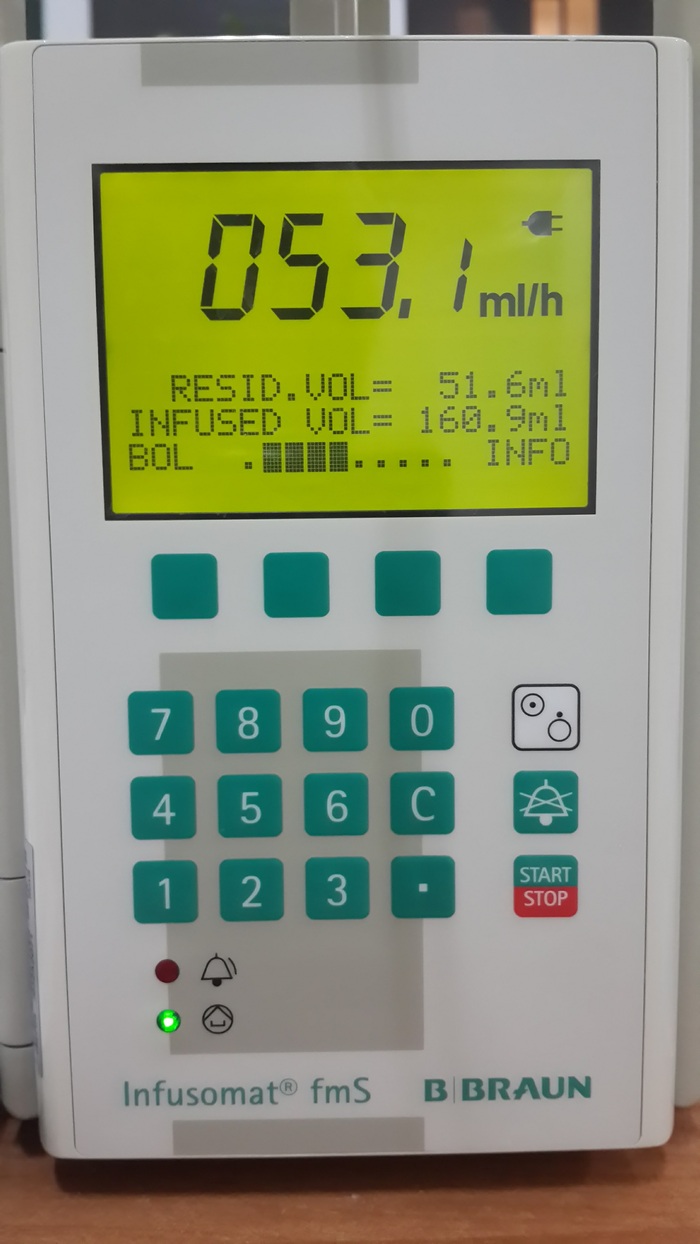 053.1 ml/h
RESID.VOL= 51.6ml
INFUSED VOL= 160.9ml
BOL ......  INFO
7 8 9 0
4 5 6 C
1 2 3 .
START
STOP
Infusomat® fmS B|BRAUN